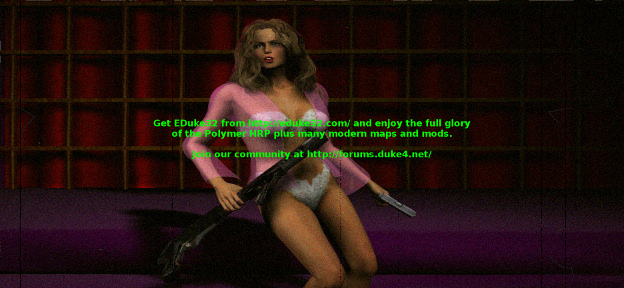 Get EDuke32 from http://eduke32.com/ and enjoy the full glory
of the Polymer HRP plus many modern maps and mods.
Join our community at http://forums.duke4.net/